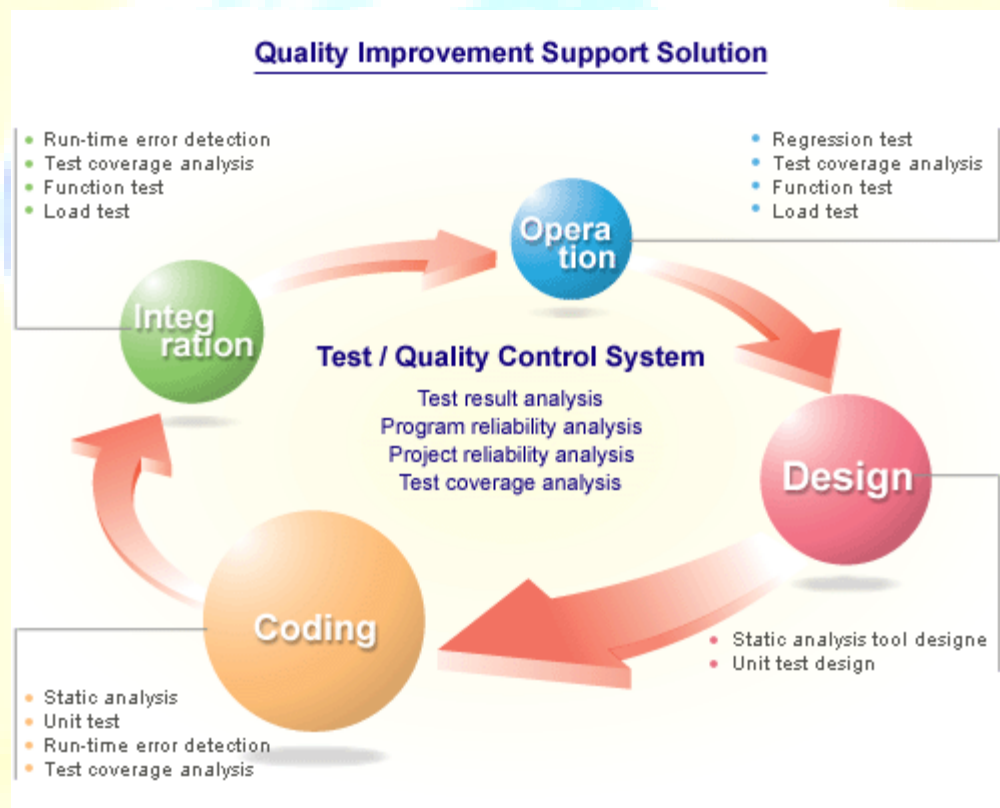 Quality Improvement Support Solution
Run-time error detection
Test coverage analysis
Function test
Load test
Regression test
Test coverage analysis
Function test
Load test
Opera
tion
Integ
ration
Test / Quality Control System
Test result analysis
Program reliability analysis
Project reliability analysis
Test coverage analysis
Design
Coding
Static analysis tool designe
Unit test design
Static analysis
Unit test
Run-time error detection
Test coverage analysis